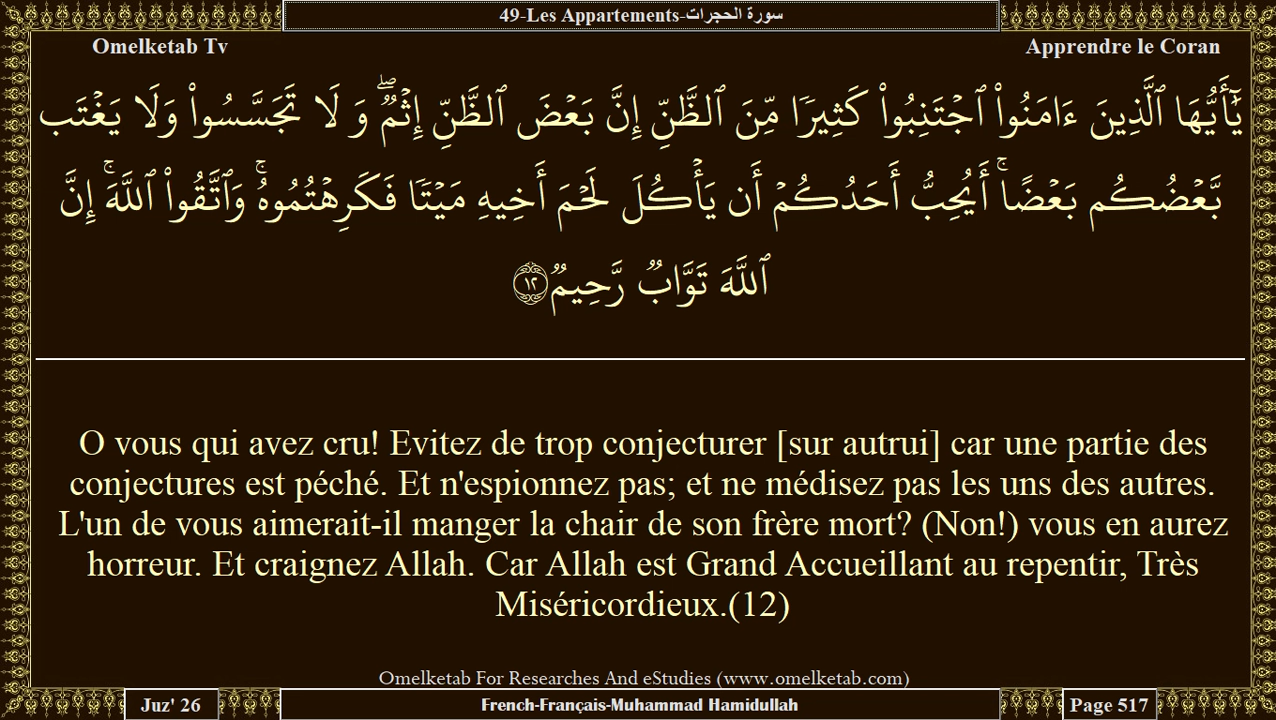 49-Les Appartements-سورة الحجرات
Omelketab Tv
Apprendre le Coran
يَٰٓأَيُّهَا ٱلَّذِينَ ءَامَنُوا۟ ٱجْتَنِبُوا۟ كَثِيرًا مِّنَ ٱلظَّنِّ إِنَّ بَعْضَ ٱلظَّنِّ إِثْمٌ ۖ وَ لَا تَجَسَّسُوا۟ وَلَا يَغْتَب
بَّعْضُكُم بَعْضًا ۚ أَيُحِبُّ أَحَدُكُمْ أَن يَأْكُلَ لَحْمَ أَخِيهِ مَيْتًا فَكَرِهْتُمُوهُ ۚ وَٱتَّقُوا۟ ٱللَّهَ ۚ إِنَّ
ٱللَّهَ تَوَّابٌ رَّحِيمٌ ١٢
O vous qui avez cru! Evitez de trop conjecturer [sur autrui] car une partie des
conjectures est péché. Et n'espionnez pas; et ne médisez pas les uns des autres.
L'un de vous aimerait-il manger la chair de son frère mort? (Non!) vous en aurez
horreur. Et craignez Allah. Car Allah est Grand Accueillant au repentir, Très
Miséricordieux.(12)
Omelketab For Researches And eStudies (www.omelketab.com)
Juz' 26
French-Français-Muhammad Hamidullah
Page 517